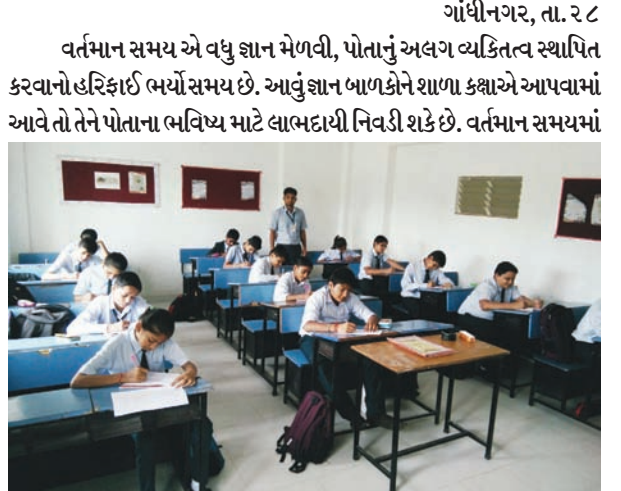 ગાંધીનગર, તા. ૨૮
વર્તમાન સમય એ વધુ જ્ઞાન મેળવી, પોતાનું અલગ વ્યકિતત્વ સ્થાપિત
કરવાનો હરિફાઈ ભર્યો સમય છે. આવું જ્ઞાન બાળકોને શાળા કક્ષાએ આપવામાં
આવે તો તેને પોતાના ભવિષ્ય માટે લાભદાયી નિવડી શકે છે. વર્તમાન સમયમાં